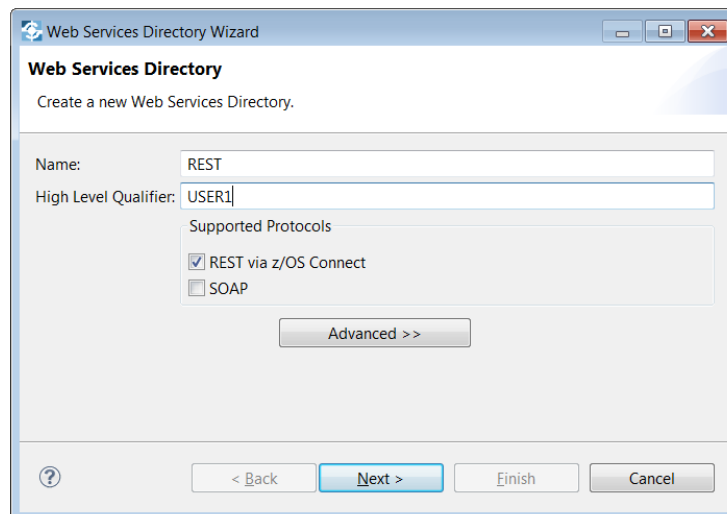 Web Services Directory Wizard
Web Services Directory
Create a new Web Services Directory.
Name: REST
High Level Qualifier: USER1
Supported Protocols
REST via z/OS Connect
SOAP
Advanced >>
? < Back Next > Finish Cancel